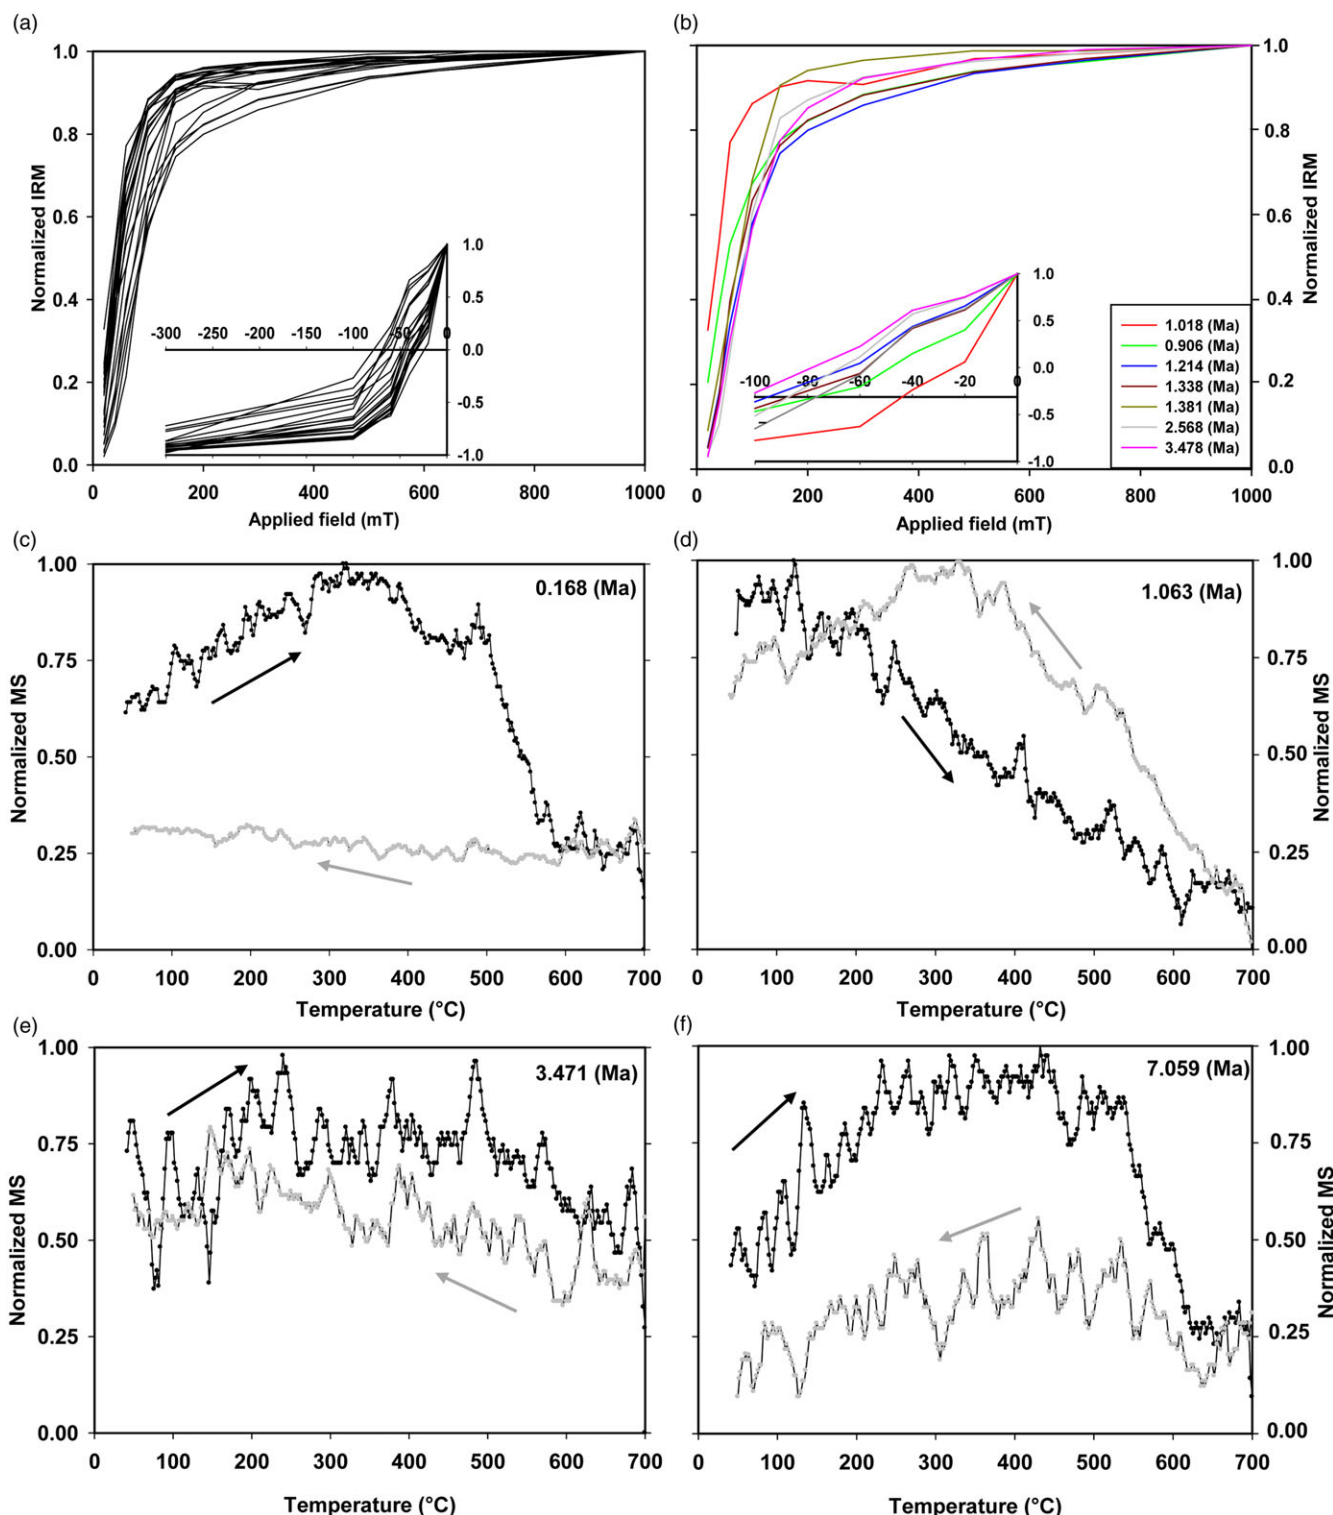 (a)
(b)
Normalized IRM
1.0
0.8
0.6
0.4
0.2
0.0
-300 -250 -200 -150 -100 -50 0
1.0
0.5
0.0
-0.5
-1.0
0 200 400 600 800 1000
Applied field (mT)
1.0
0.8
0.6
0.4
0.2
0.0
Normalized IRM
-100 -80 -60 -40 -20 0
1.0
0.5
0.0
-0.5
-1.0
1.018 (Ma)
0.906 (Ma)
1.214 (Ma)
1.338 (Ma)
1.381 (Ma)
2.568 (Ma)
3.478 (Ma)
0 200 400 600 800 1000
Applied field (mT)
(c)
Normalized MS
1.00
0.75
0.50
0.25
0.00
0.168 (Ma)
0 100 200 300 400 500 600 700
Temperature (°C)
(d)
1.063 (Ma)
1.00
0.75
0.50
0.25
0.00
Normalized MS
0 100 200 300 400 500 600 700
Temperature (°C)
(e)
Normalized MS
1.00
0.75
0.50
0.25
0.00
3.471 (Ma)
0 100 200 300 400 500 600 700
Temperature (°C)
(f)
7.059 (Ma)
1.00
0.75
0.50
0.25
0.00
Normalized MS
0 100 200 300 400 500 600 700
Temperature (°C)